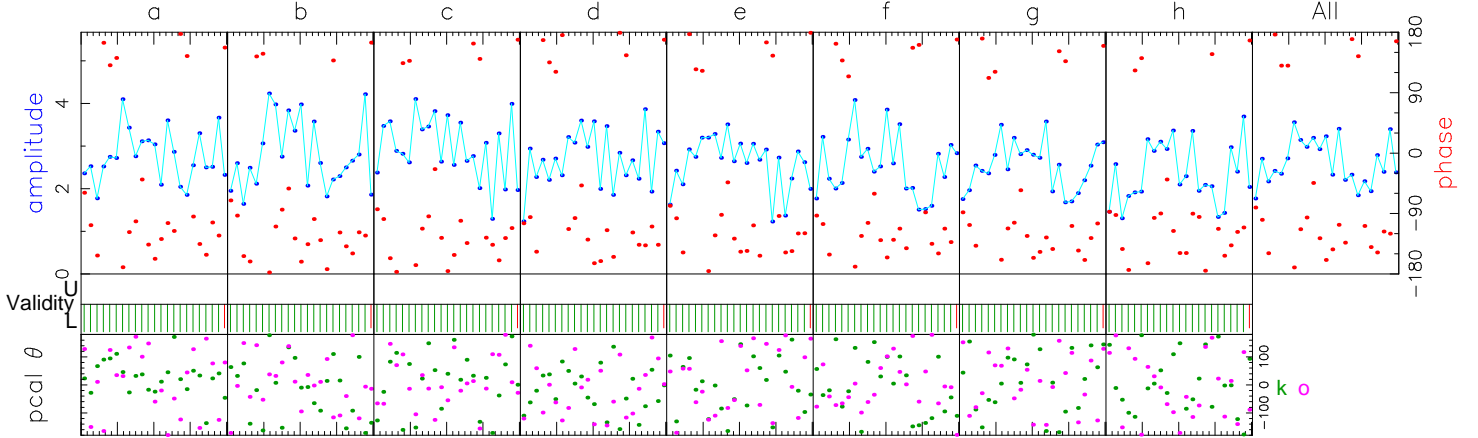 a b c d e f g h All
amplitude
4
2
0
180
90
0
−90
−180
phase
U
Validity
L
pcal θ
100
0
−100
k o